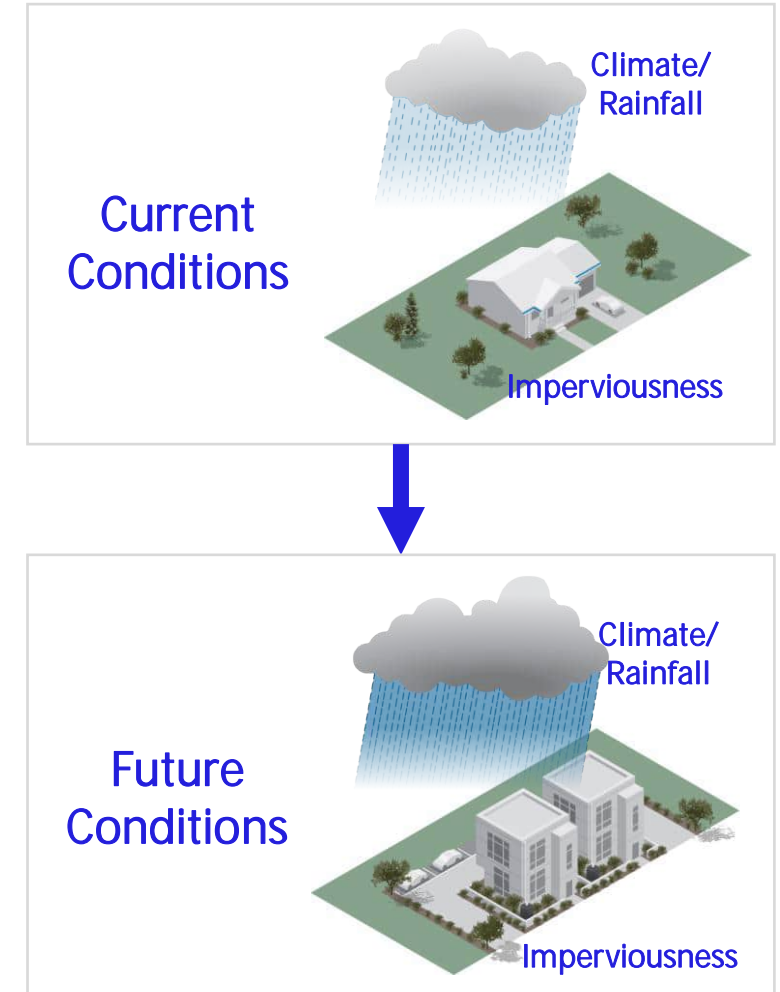 Climate/
Rainfall
Current
Conditions
Imperviousness
Climate/
Rainfall
Future
Conditions
Imperviousness